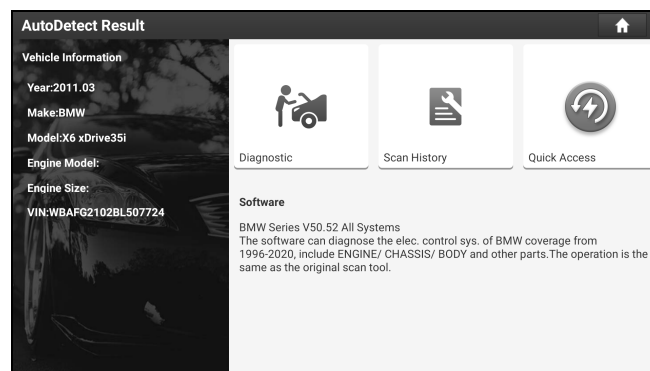 AutoDetect Result
Vehicle Information
Year:2011.03
Make:BMW
Model:X6 xDrive35i
Engine Model:
Engine Size:
VIN:WBAFG2102BL507724
Diagnostic
Scan History
Quick Access
Software
BMW Series V50.52 All Systems
The software can diagnose the elec. control sys. of BMW coverage from
1996-2020, include ENGINE/ CHASSIS/ BODY and other parts.The operation is the
same as the original scan tool.